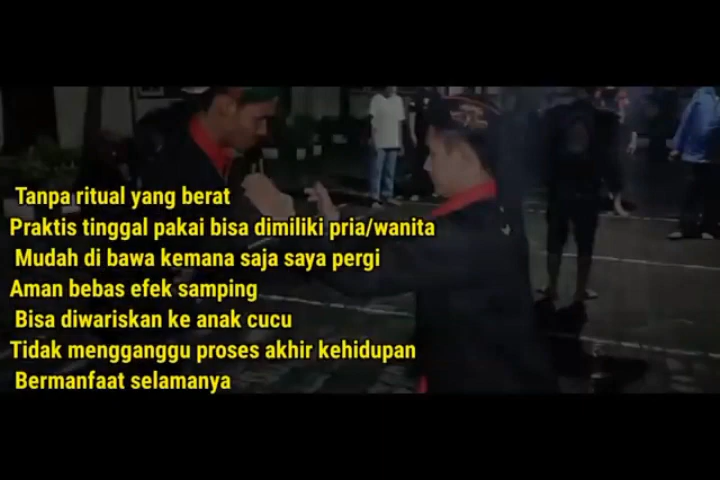 Tanpa ritual yang berat
Praktis tinggal pakai bisa dimiliki pria/wanita
Mudah di bawa kemana saja saya pergi
Aman bebas efek samping
Bisa diwariskan ke anak cucu
Tidak mengganggu proses akhir kehidupan
Bermanfaat selamanya